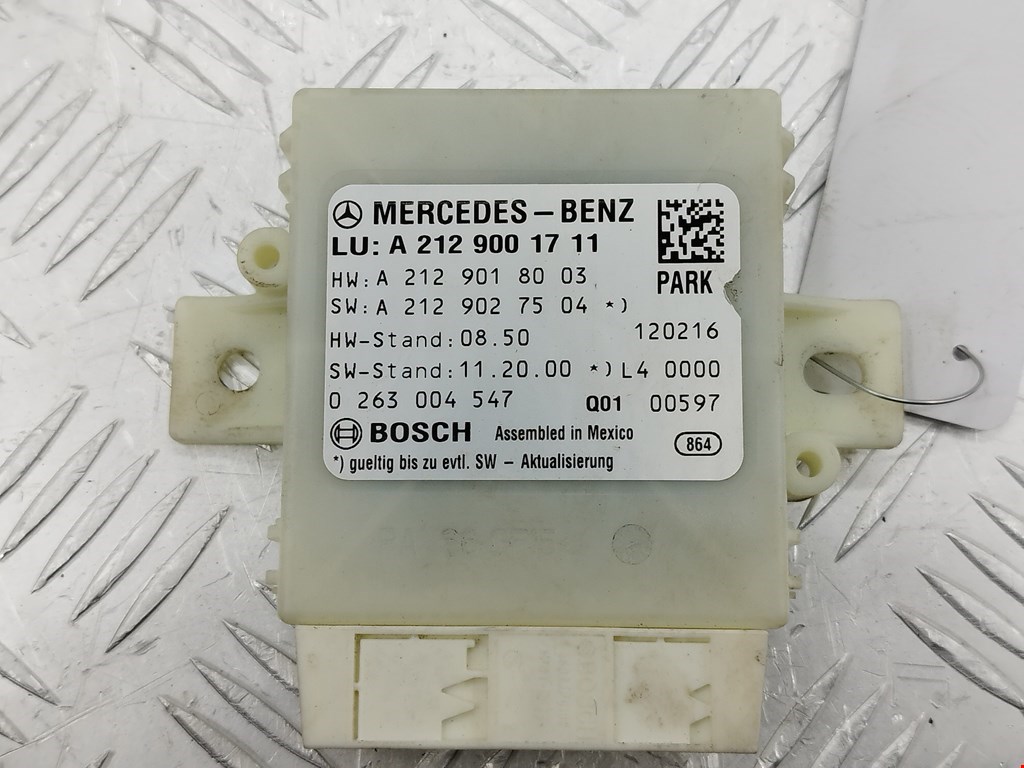 MERCEDES-BENZ
LU: A 212 900 17 11
PARK
HW: A 212 901 80 03
SW: A 212 902 75 04 *)
HW-Stand: 08.50 120216
SW-Stand: 11.20.00 *) L4 0000
0 263 004 547 Q01 00597
BOSCH Assembled in Mexico 864
*) gueltig bis zu evtl. SW - Aktualisierung